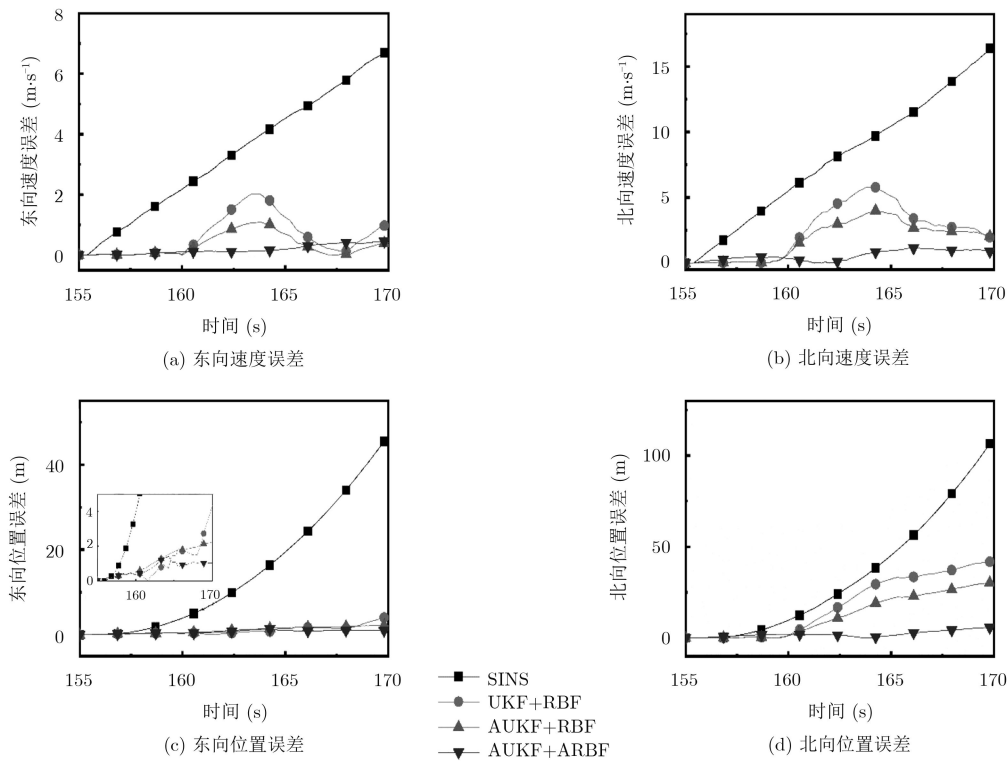 8
6
4
2
0
东向速度误差 (m·s⁻¹)
155 160 165 170
时间 (s)
(a) 东向速度误差
15
10
5
0
北向速度误差 (m·s⁻¹)
155 160 165 170
时间 (s)
(b) 北向速度误差
40
20
0
东向位置误差 (m)
4
2
0
160 170
155 160 165 170
时间 (s)
(c) 东向位置误差
100
50
0
北向位置误差 (m)
155 160 165 170
时间 (s)
(d) 北向位置误差
SINS
UKF+RBF
AUKF+RBF
AUKF+ARBF